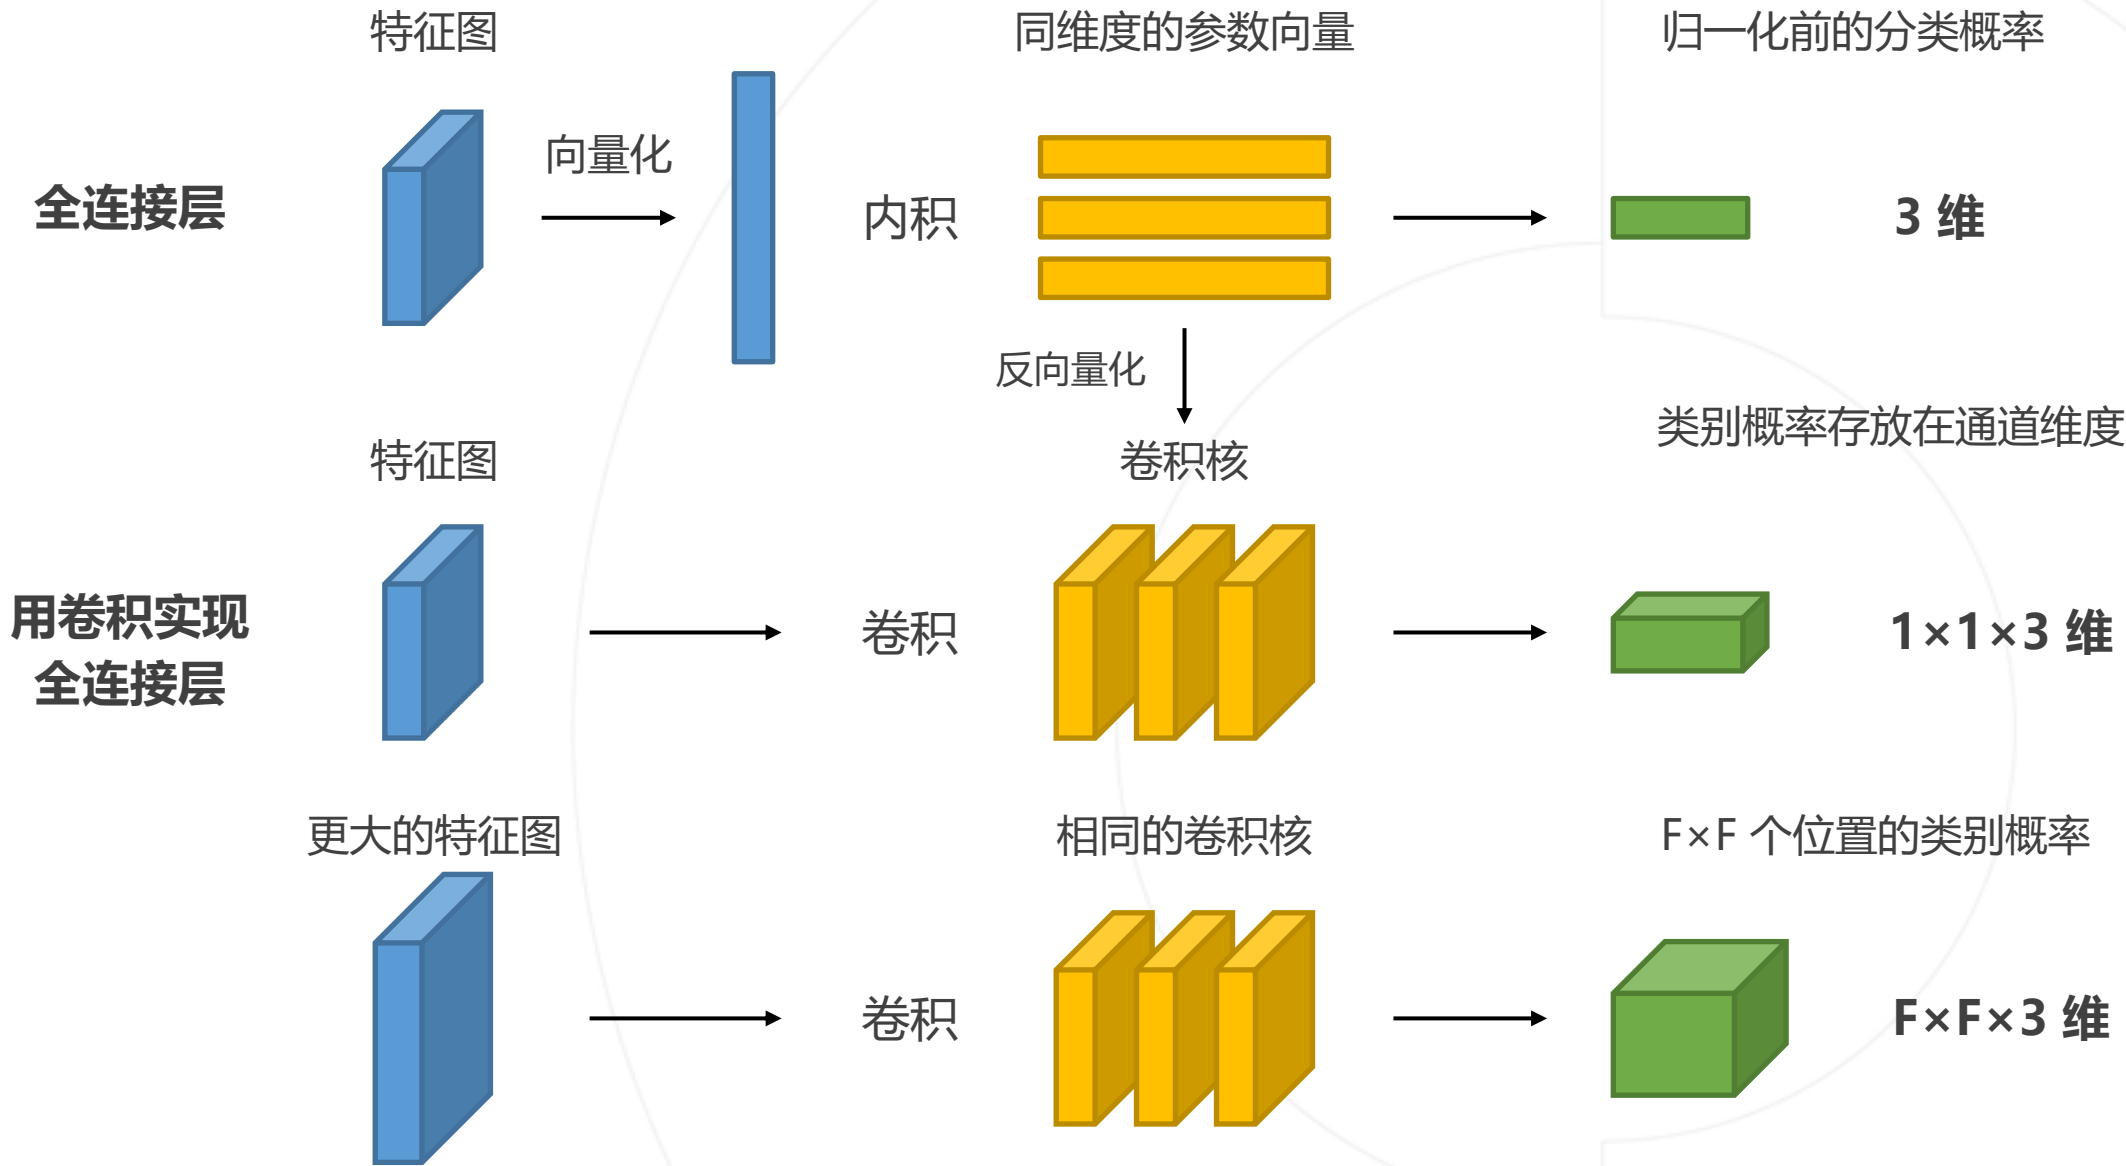 特征图
同维度的参数向量
归一化前的分类概率
全连接层
向量化
内积
3 维
反向量化
特征图
卷积核
类别概率存放在通道维度
用卷积实现
全连接层
卷积
1×1×3 维
更大的特征图
相同的卷积核
F×F 个位置的类别概率
卷积
F×F×3 维